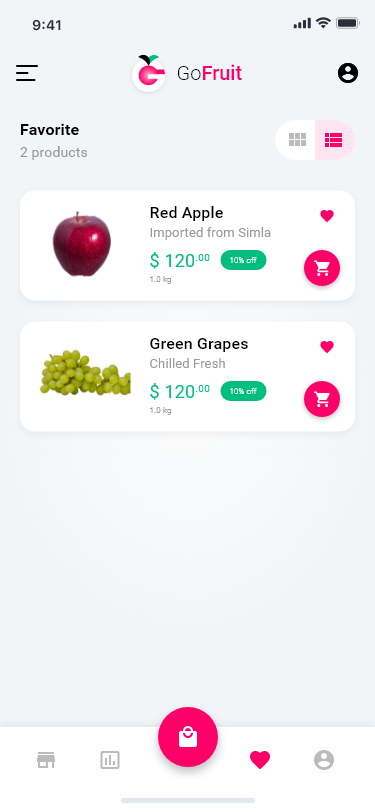 9:41
GoFruit
Favorite
2 products
Red Apple
Imported from Simla
$ 120.00 10% off
1.0 kg
Green Grapes
Chilled Fresh
$ 120.00 10% off
1.0 kg